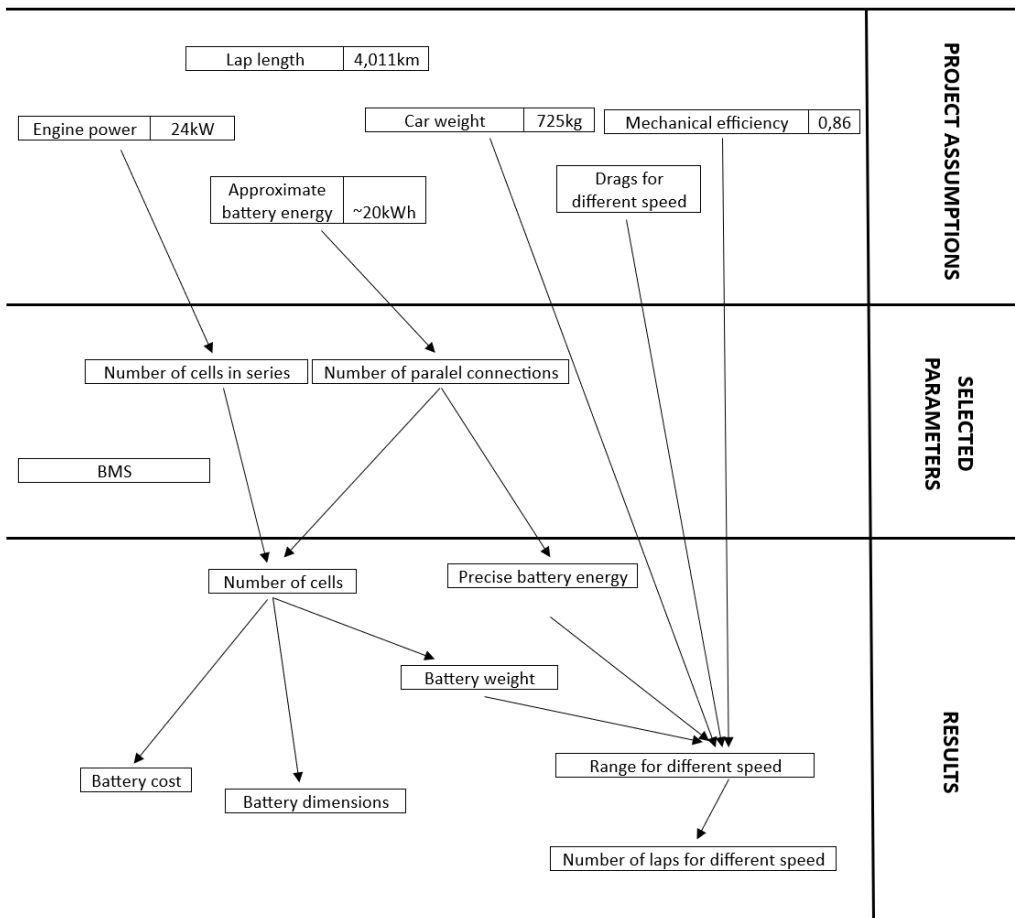 Lap length 4,011km
Engine power 24kW
Car weight 725kg
Mechanical efficiency 0,86
Approximate
battery energy ~20kWh
Drags for
different speed
PROJECT ASSUMPTIONS
Number of cells in series
Number of paralel connections
BMS
SELECTED
PARAMETERS
Number of cells
Precise battery energy
Battery weight
Battery cost
Battery dimensions
Range for different speed
Number of laps for different speed
RESULTS